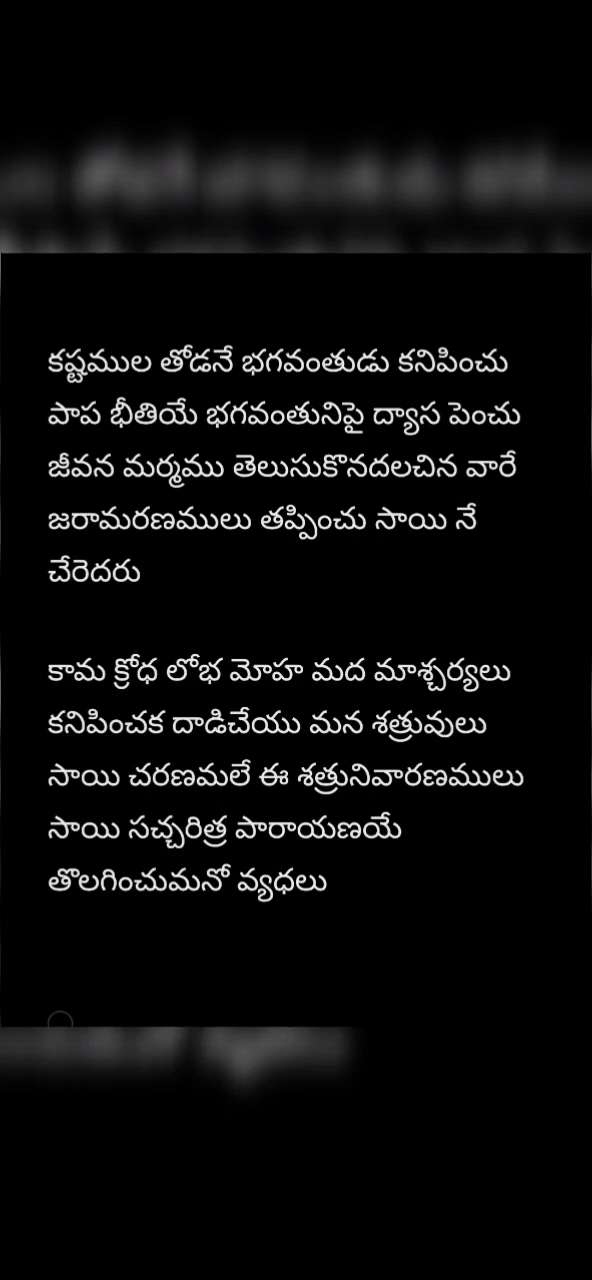 కష్టముల తోడనే భగవంతుడు కనిపించు
పాప భీతియే భగవంతునిపై ద్యాస పెంచు
జీవన మర్మము తెలుసుకొనదలచిన వారే
జరామరణములు తప్పించు సాయి నే
చేరెదరు
కామ క్రోధ లోభ మోహ మద మాశ్చర్యలు
కనిపించక దాడిచేయు మన శత్రువులు
సాయి చరణమలే ఈ శత్రునివారణములు
సాయి సచ్చరిత్ర పారాయణయే
తొలగించుమనో వ్యధలు